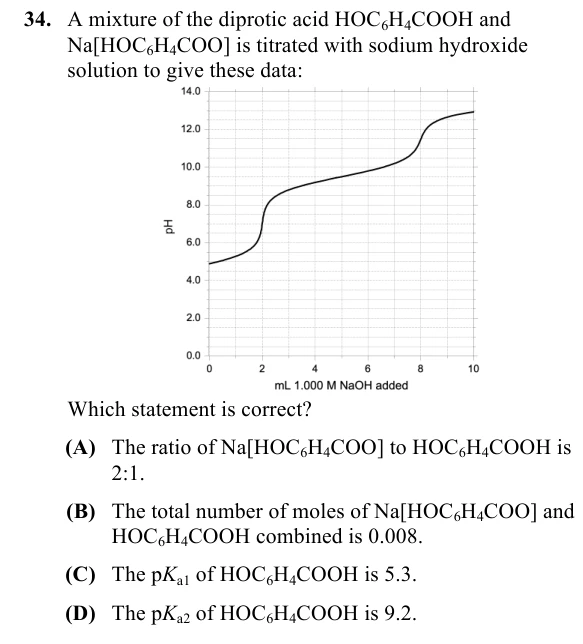 34. A mixture of the diprotic acid HOC₆H₄COOH and
Na[HOC₆H₄COO] is titrated with sodium hydroxide
solution to give these data:
14.0
12.0
10.0
8.0
pH
6.0
4.0
2.0
0.0
0 2 4 6 8 10
mL 1.000 M NaOH added
Which statement is correct?
(A) The ratio of Na[HOC₆H₄COO] to HOC₆H₄COOH is
2:1.
(B) The total number of moles of Na[HOC₆H₄COO] and
HOC₆H₄COOH combined is 0.008.
(C) The pKₐ₁ of HOC₆H₄COOH is 5.3.
(D) The pKₐ₂ of HOC₆H₄COOH is 9.2.